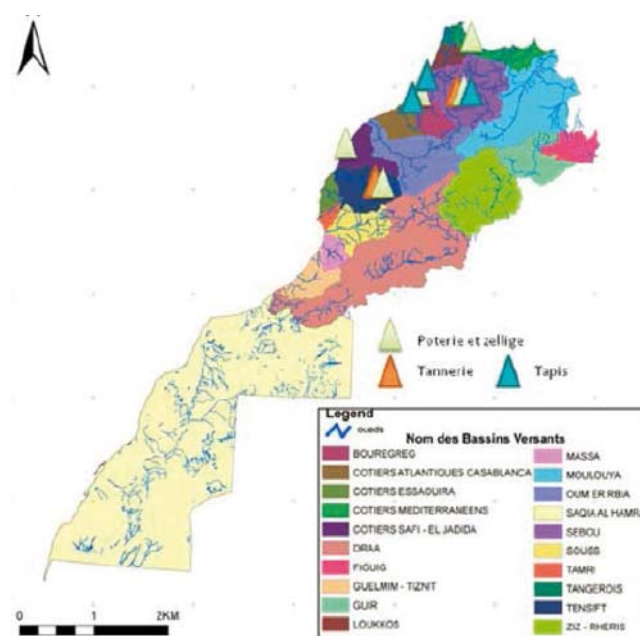 Poterie et zellige
Tannerie
Tapis
Legend
oueds
Nom des Bassins Versants
BOUREGREG
COTIERS ATLANTIQUES CASABLANCA
COTIERS ESSAOUIRA
COTIERS MEDITERRANEENS
COTIERS SAFI - EL JADIDA
DRAA
FIGUIG
GUELMIM - TIZNIT
GUIR
LOUKKOS
MASSA
MOULOUYA
OUM ER RBIA
SAQIA AL HAMRA
SEBOU
SOUSS
TAMRI
TANGEROIS
TENSIFT
ZIZ - RHERIS
0 1 2KM